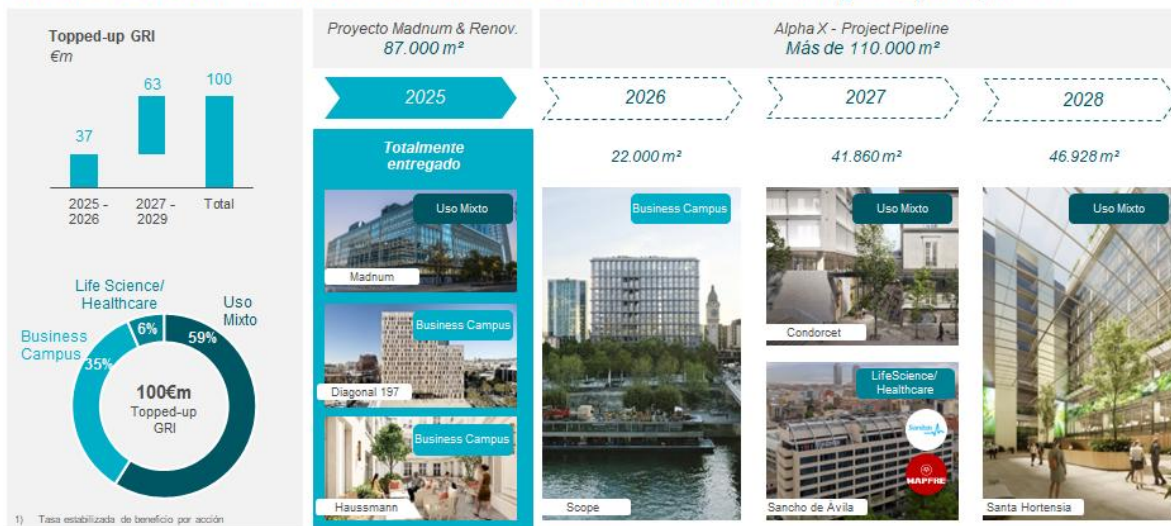 Topped-up GRI
€m
37
63
100
2025 -
2026
2027 -
2029
Total
Life Science/
Healthcare
Uso
Mixto
Business
Campus
6%
59%
35%
100€m
Topped-up
GRI
1) Tasa estabilizada de beneficio por acción
Proyecto Madnum & Renov.
87.000 m²
2025
Totalmente
entregado
Uso Mixto
Madnum
Business Campus
Diagonal 197
Business Campus
Haussmann
Alpha X - Project Pipeline
Más de 110.000 m²
2026
22.000 m²
Business Campus
Scope
2027
41.860 m²
Uso Mixto
Condorcet
LifeScience/
Healthcare
MAPFRE
Sancho de Avila
2028
46.928 m²
Uso Mixto
Santa Hortensia